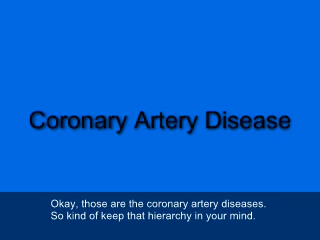 Coronary Artery Disease
Okay, those are the coronary artery diseases.
So kind of keep that hierarchy in your mind.